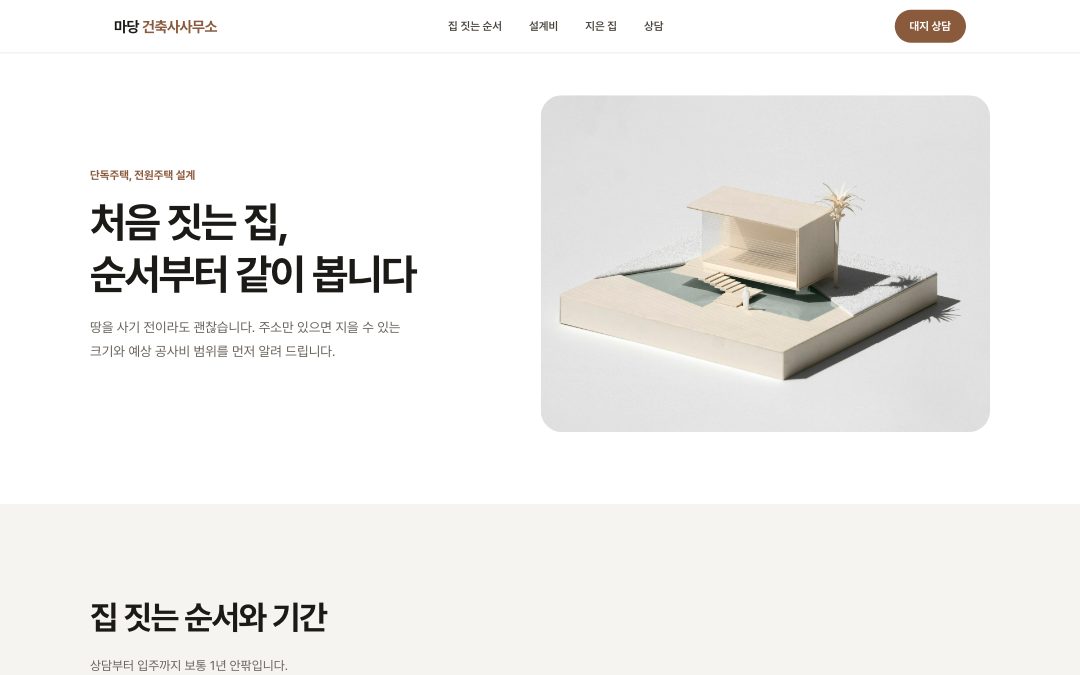 마당 건축사사무소
집 짓는 순서
설계비
지은 집
상담
대지 상담
단독주택, 전원주택 설계
처음 짓는 집,
순서부터 같이 봅니다
땅을 사기 전이라도 괜찮습니다. 주소만 있으면 지을 수 있는
크기와 예상 공사비 범위를 먼저 알려 드립니다.
집 짓는 순서와 기간
상담부터 입주까지 보통 1년 안팎입니다.